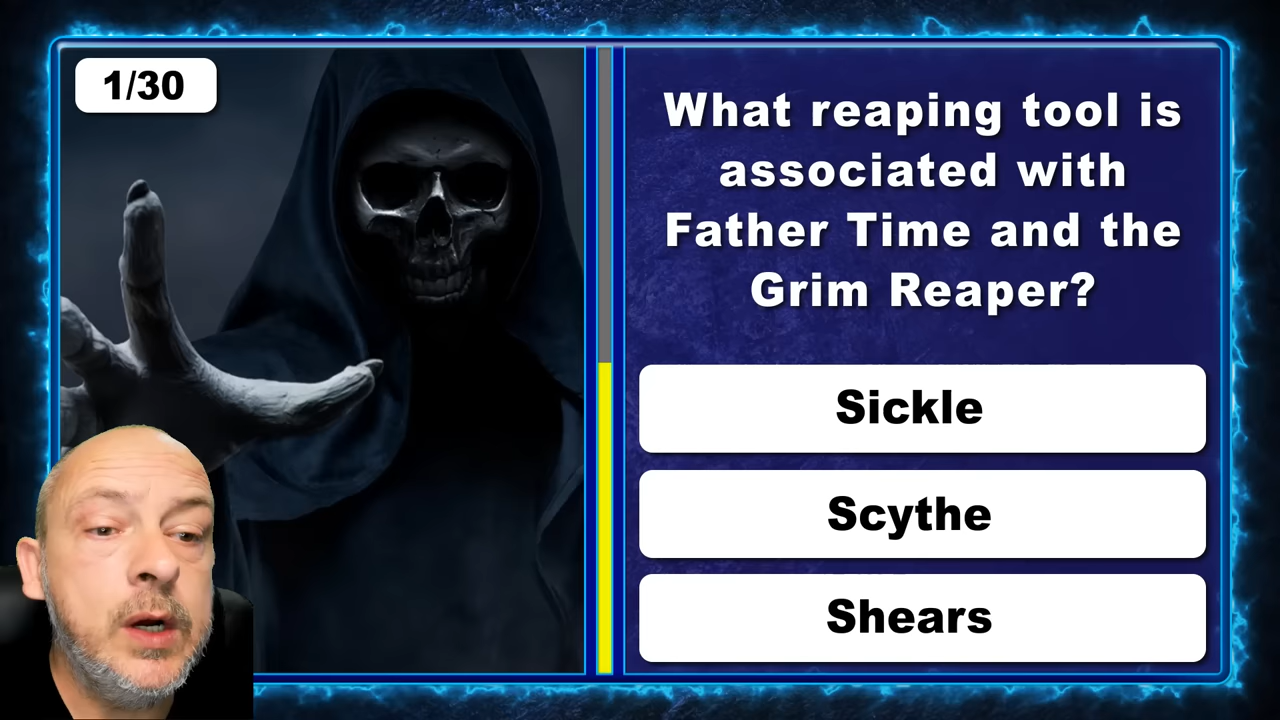 1/30
What reaping tool is
associated with
Father Time and the
Grim Reaper?
Sickle
Scythe
Shears